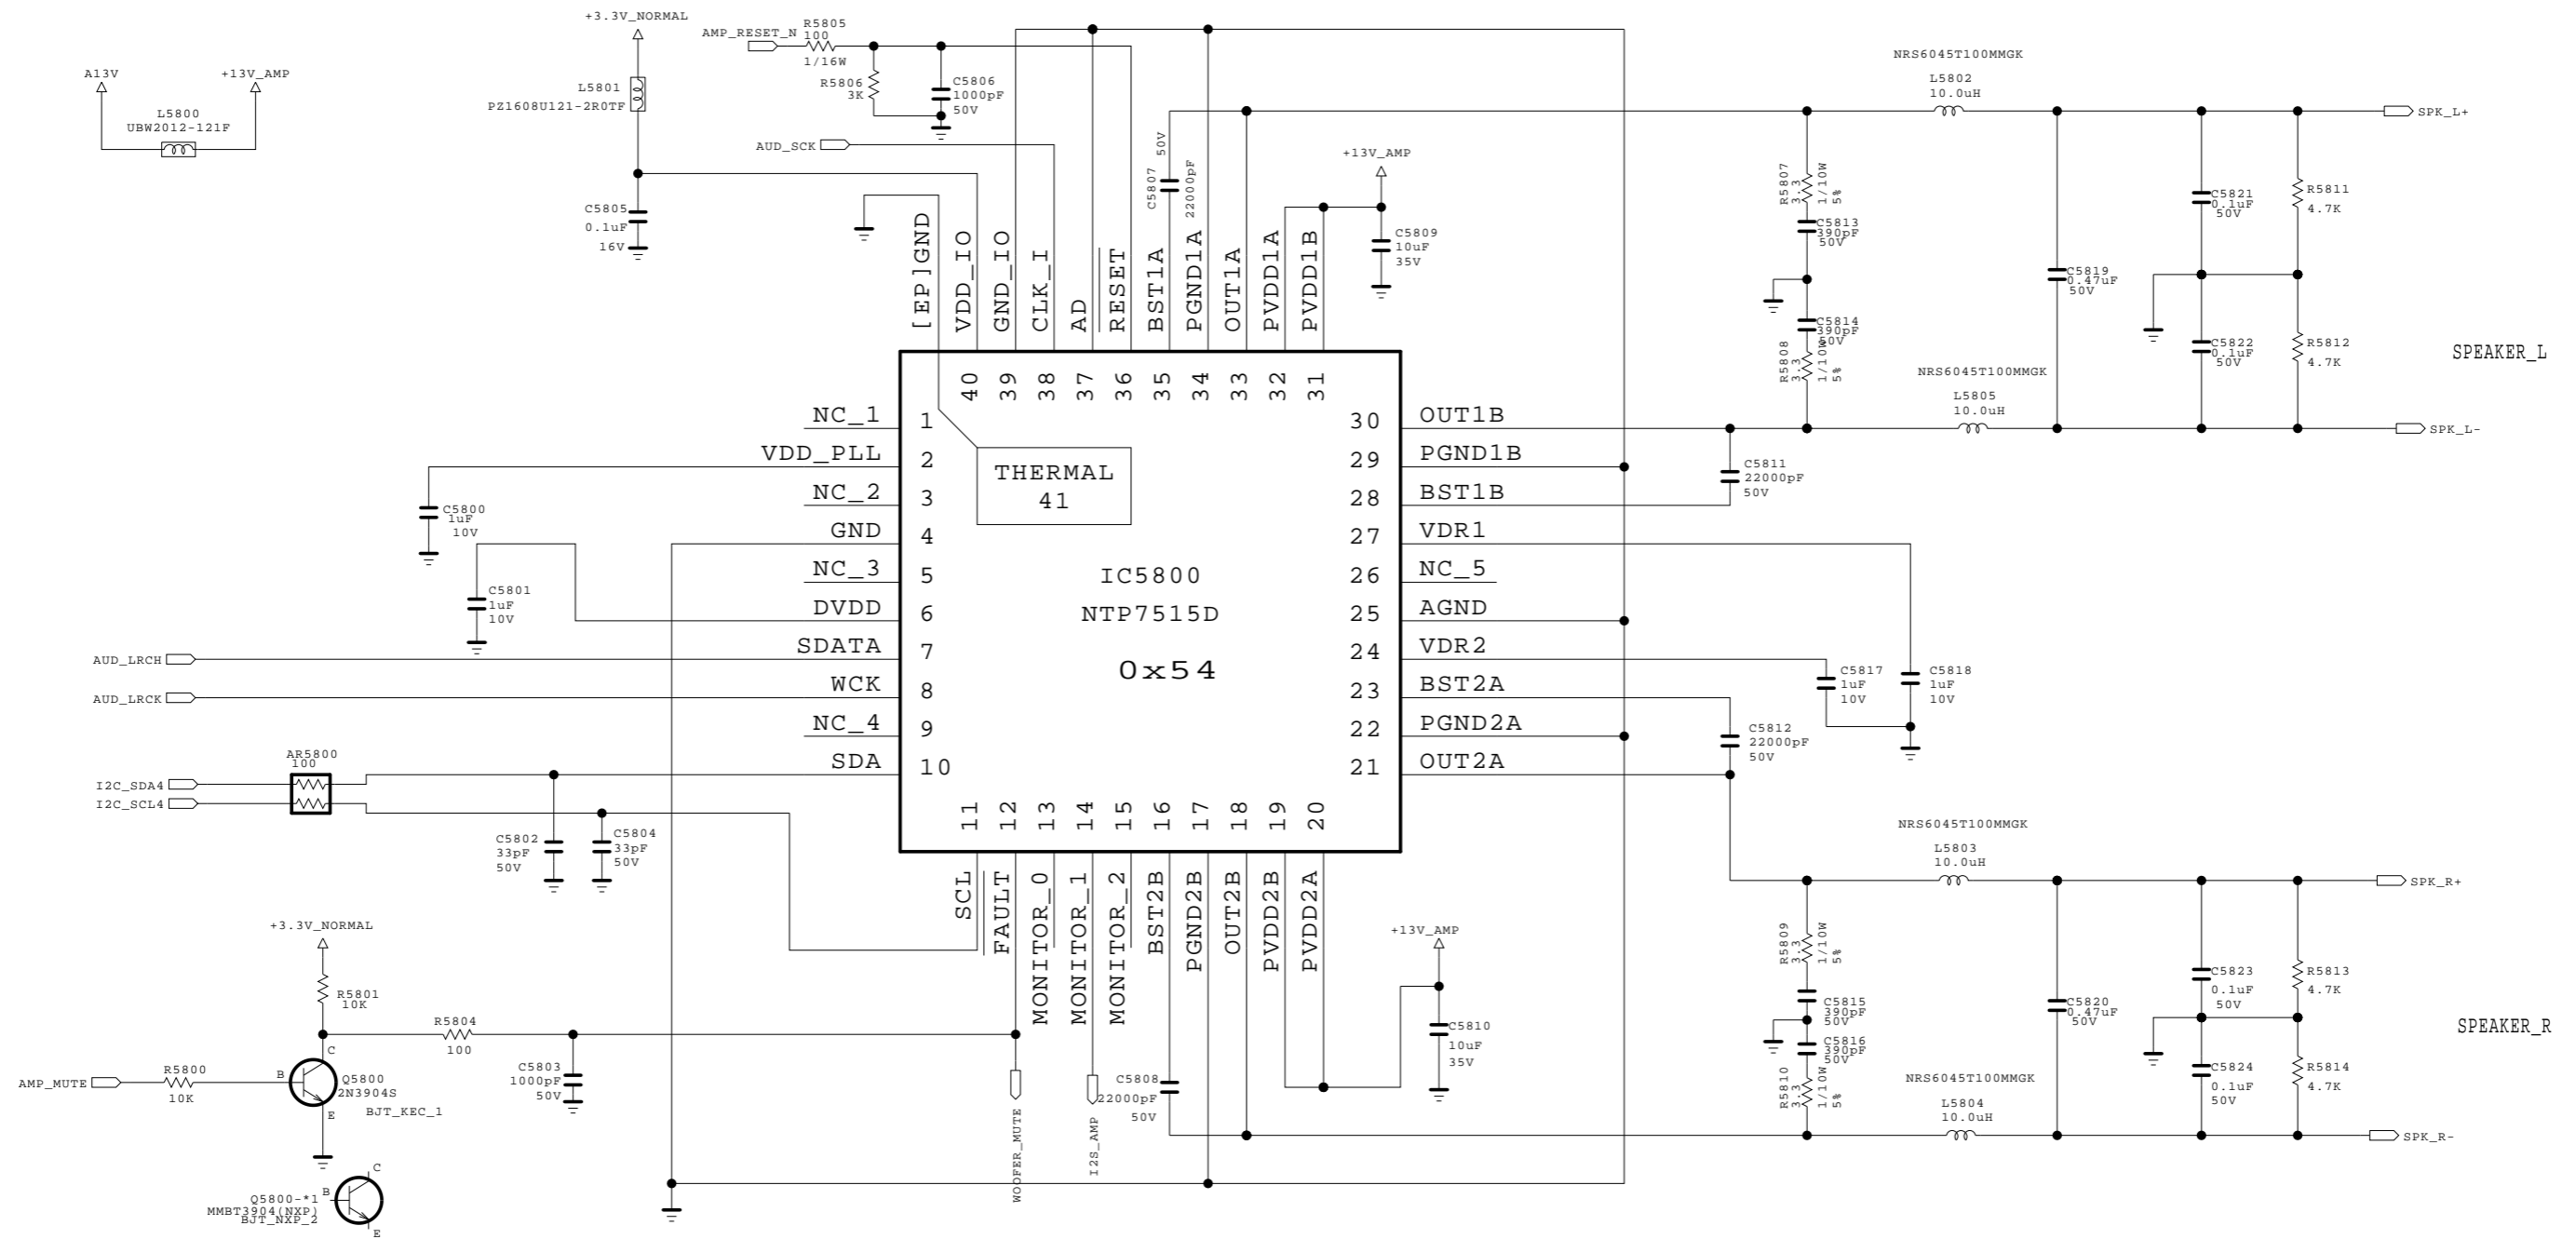 A13V
+13V_AMP
L5800
UBW2012-121F
+3.3V_NORMAL
L5801
PZ1608U121-2R0TF
C5805
0.1uF
16V
AMP_RESET_N
R5805
100
1/16W
R5806
3K
C5806
1000pF
50V
AUD_SCK
C5807
50V
22000pF
+13V_AMP
C5809
10uF
35V
[EP]GND
VDD_IO
GND_IO
CLK_I
AD
RESET
BST1A
PGND1A
OUT1A
PVDD1A
PVDD1B
40
39
38
37
36
35
34
33
32
31
NC_1
1
VDD_PLL
2
NC_2
3
GND
4
NC_3
5
DVDD
6
SDATA
7
WCK
8
NC_4
9
SDA
10
THERMAL
41
IC5800
NTP7515D
0x54
30
OUT1B
29
PGND1B
28
BST1B
27
VDR1
26
NC_5
25
AGND
24
VDR2
23
BST2A
22
PGND2A
21
OUT2A
11
12
13
14
15
16
17
18
19
20
SCL
FAULT
MONITOR_0
MONITOR_1
MONITOR_2
BST2B
PGND2B
OUT2B
PVDD2B
PVDD2A
C5800
1uF
10V
C5801
1uF
10V
AUD_LRCH
AUD_LRCK
AR5800
100
I2C_SDA4
I2C_SCL4
C5802
33pF
50V
C5804
33pF
50V
+3.3V_NORMAL
R5801
10K
R5804
100
C5803
1000pF
50V
AMP_MUTE
R5800
10K
B
C
E
Q5800
2N3904S
BJT_KEC_1
C
B
E
Q5800-*1
MMBT3904(NXP)
BJT_NXP_2
WOOFER_MUTE
I2S_AMP
C5808
22000pF
50V
+13V_AMP
C5810
10uF
35V
C5811
22000pF
50V
C5812
22000pF
50V
C5817
1uF
10V
C5818
1uF
10V
NRS6045T100MMGK
L5802
10.0uH
SPK_L+
R5807
3.3
1/10W
5%
C5813
390pF
50V
C5814
390pF
50V
R5808
3.3
1/10W
5%
C5819
0.47uF
50V
C5821
0.1uF
50V
R5811
4.7K
C5822
0.1uF
50V
R5812
4.7K
SPEAKER_L
NRS6045T100MMGK
L5805
10.0uH
SPK_L-
NRS6045T100MMGK
L5803
10.0uH
SPK_R+
R5809
3.3
1/10W
5%
C5815
390pF
50V
C5816
390pF
50V
R5810
3.3
1/10W
5%
C5820
0.47uF
50V
C5823
0.1uF
50V
R5813
4.7K
C5824
0.1uF
50V
R5814
4.7K
SPEAKER_R
NRS6045T100MMGK
L5804
10.0uH
SPK_R-